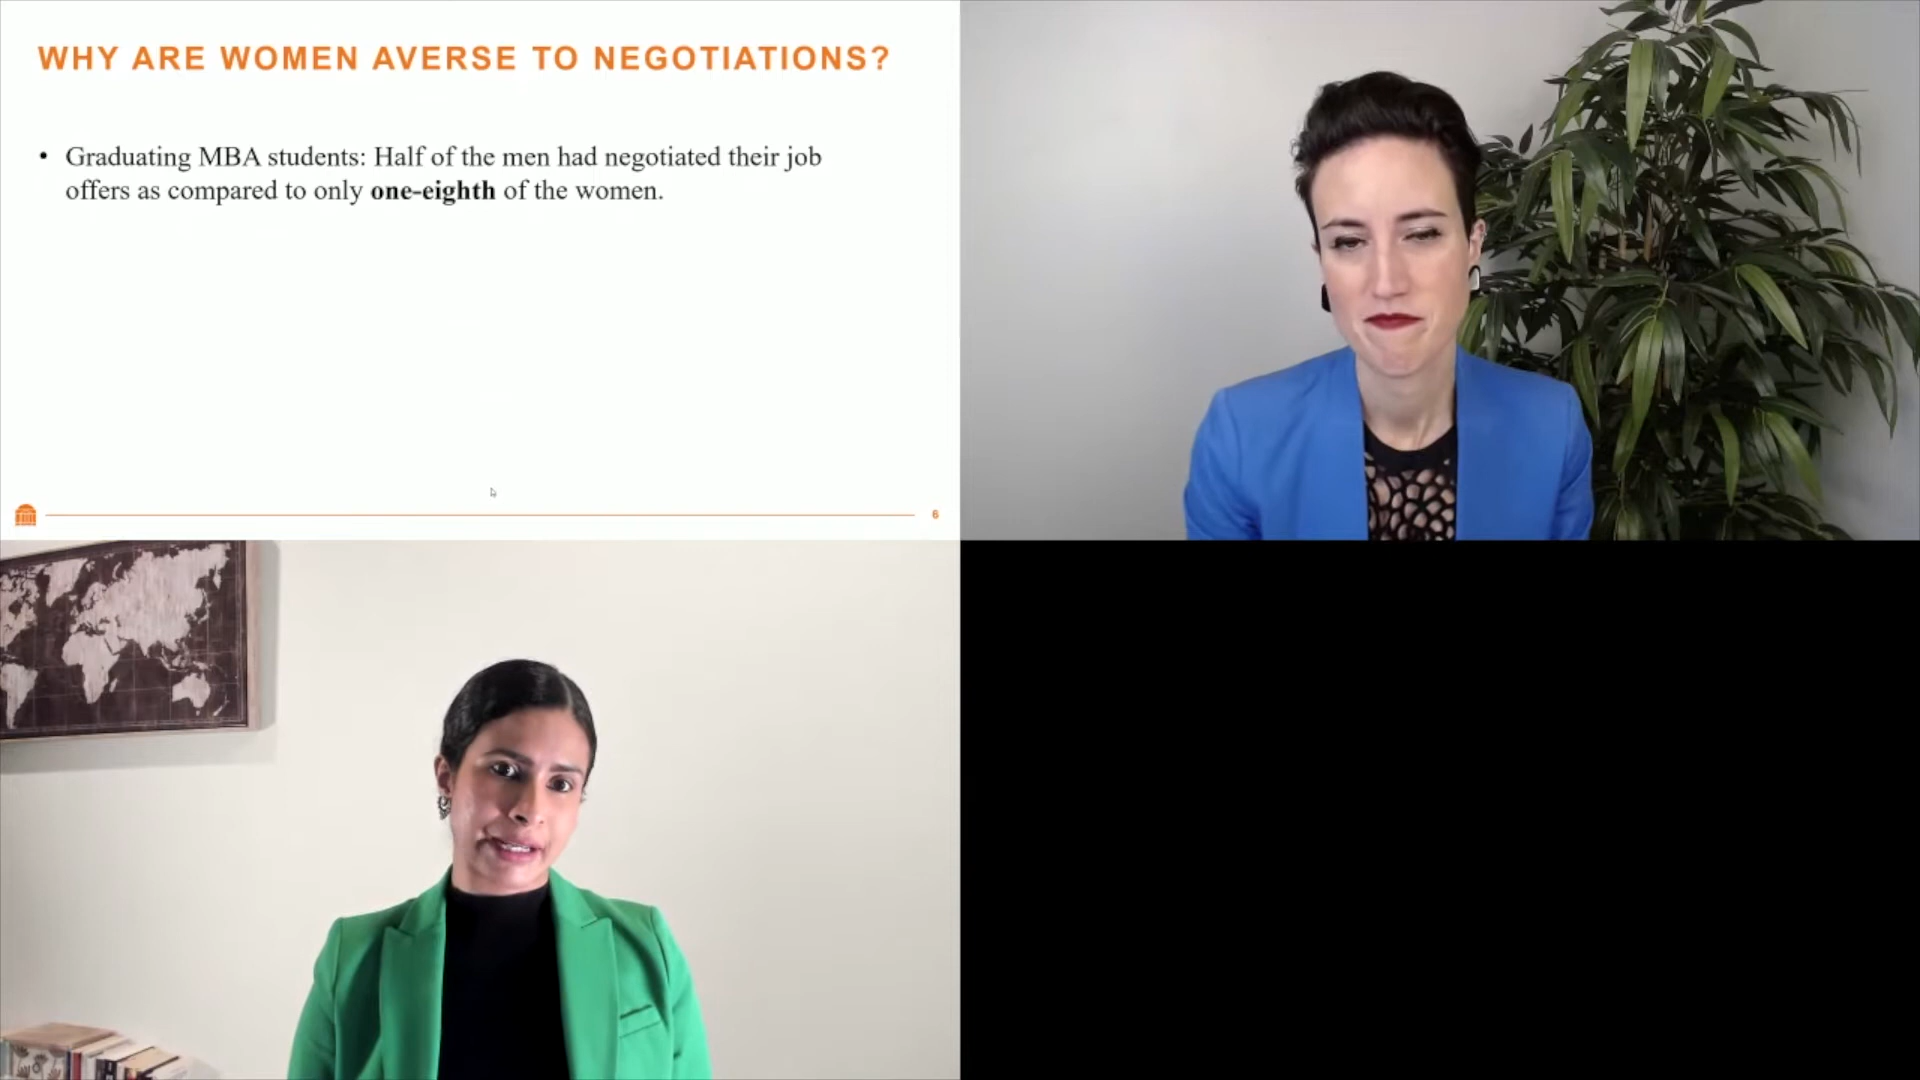 WHY ARE WOMEN AVERSE TO NEGOTIATIONS?
• Graduating MBA students: Half of the men had negotiated their job
offers as compared to only one-eighth of the women.
6